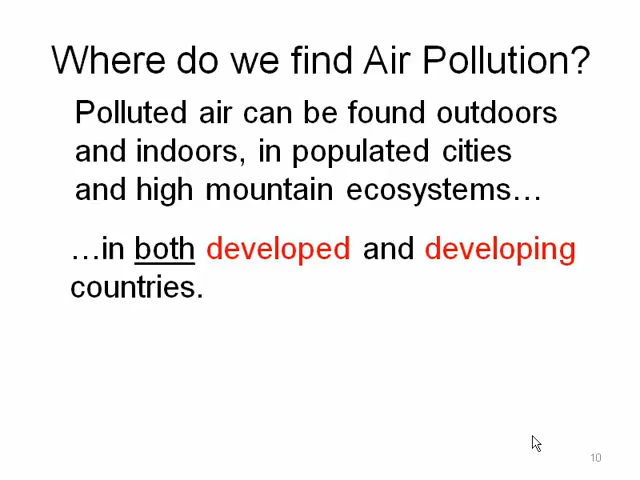 Where do we find Air Pollution?
Polluted air can be found outdoors
and indoors, in populated cities
and high mountain ecosystems…
…in both developed and developing
countries.
10